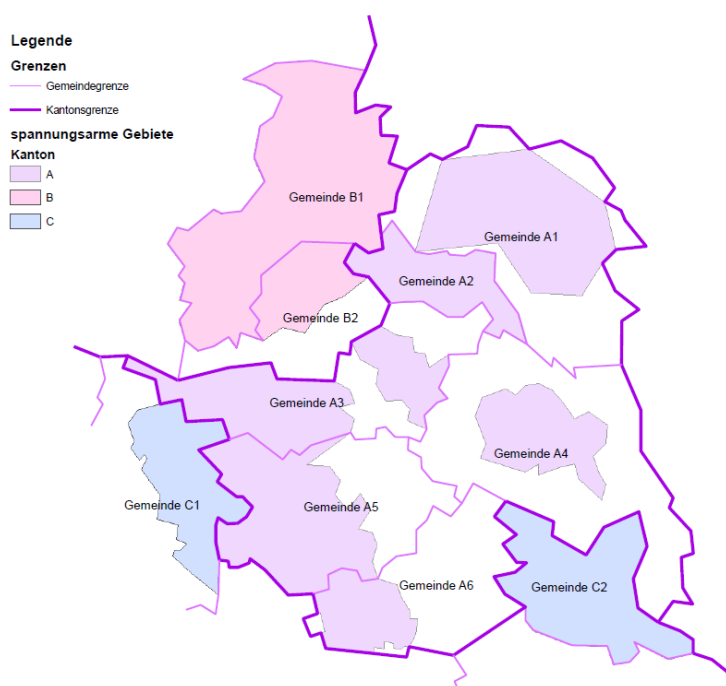 Legende
Grenzen
Gemeindegrenze
Kantonsgrenze
spannungsarme Gebiete
Kanton
A
B
C
Gemeinde B1
Gemeinde A1
Gemeinde A2
Gemeinde B2
Gemeinde A3
Gemeinde A4
Gemeinde C1
Gemeinde A5
Gemeinde A6
Gemeinde C2